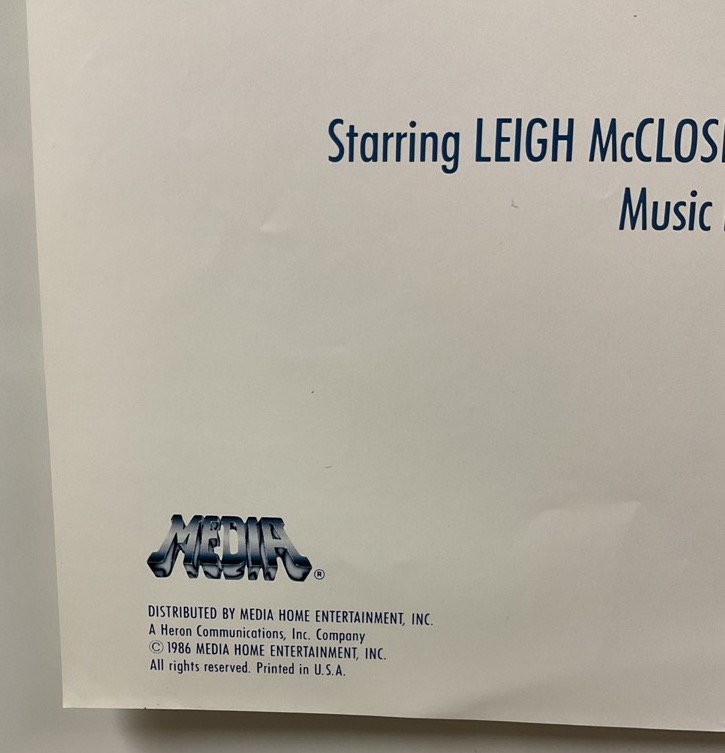 Starring LEIGH McCLOS
Music
MEDIA ®
DISTRIBUTED BY MEDIA HOME ENTERTAINMENT, INC.
A Heron Communications, Inc. Company
© 1986 MEDIA HOME ENTERTAINMENT, INC.
All rights reserved. Printed in U.S.A.